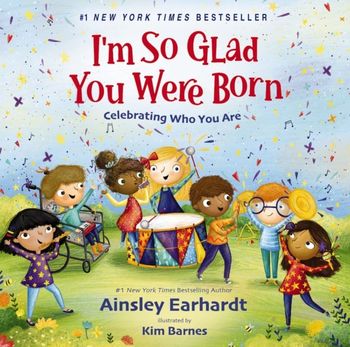 #1 NEW YORK TIMES BESTSELLER
I'm So Glad
You Were Born
Celebrating Who You Are
#1 New York Times Bestselling Author
Ainsley Earhardt
illustrated by
Kim Barnes